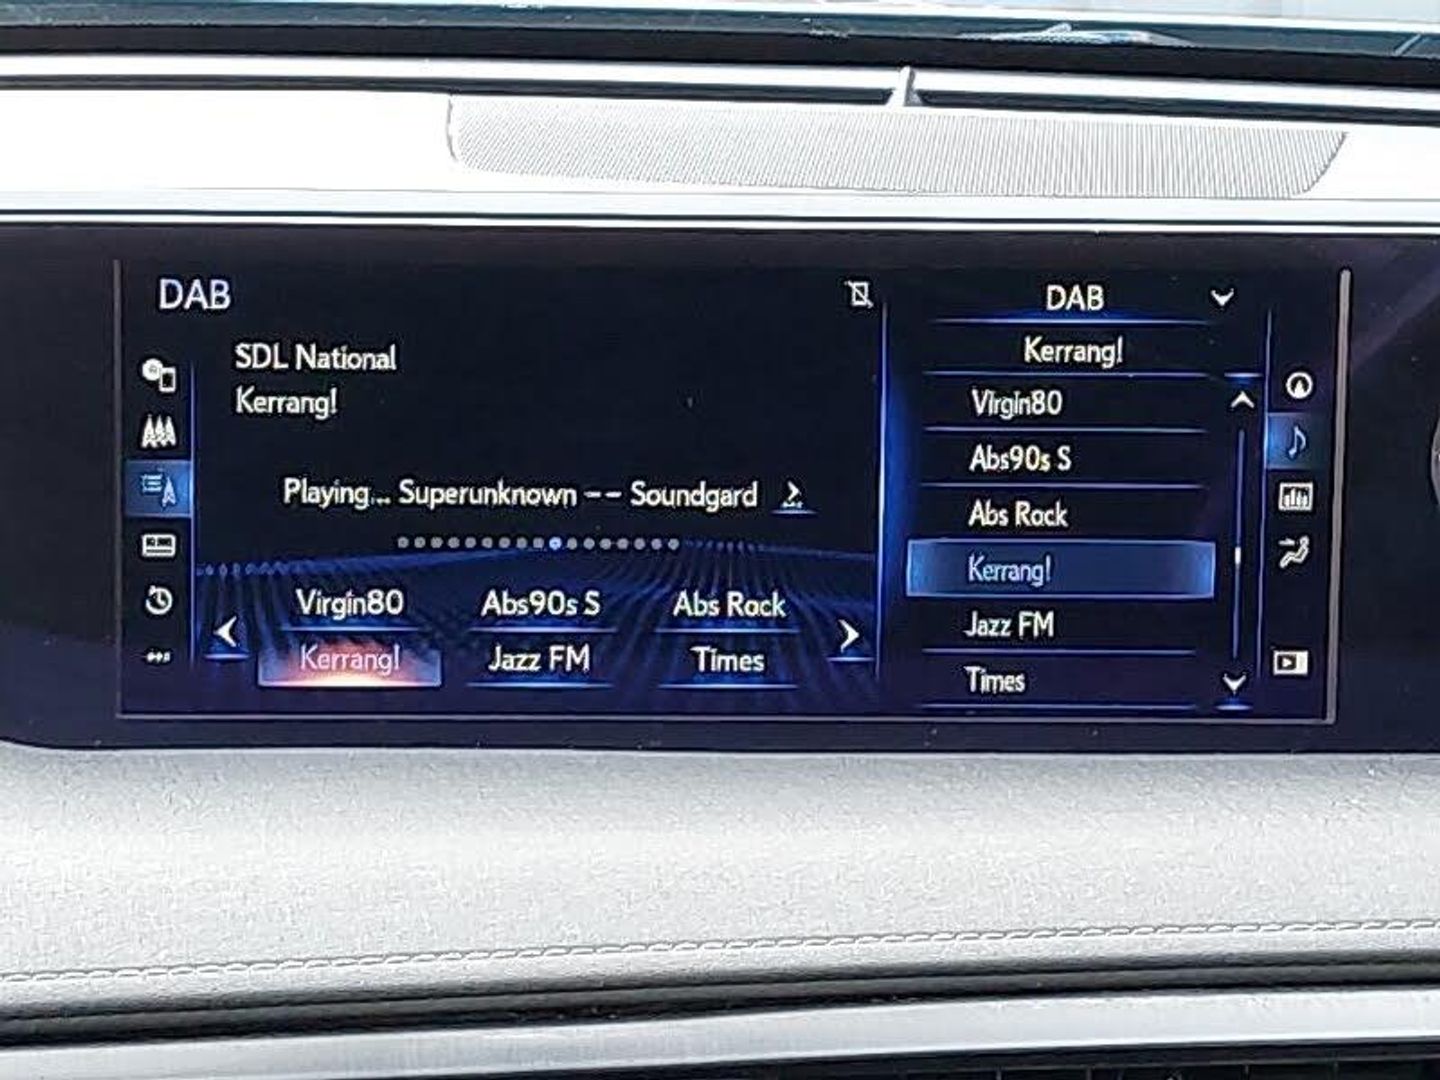 DAB
SDL National
Kerrang!
Playing... Superunknown -- Soundgard
Virgin80
Abs90s S
Abs Rock
Kerrang!
Jazz FM
Times
DAB
Kerrang!
Virgin80
Abs90s S
Abs Rock
Kerrang!
Jazz FM
Times